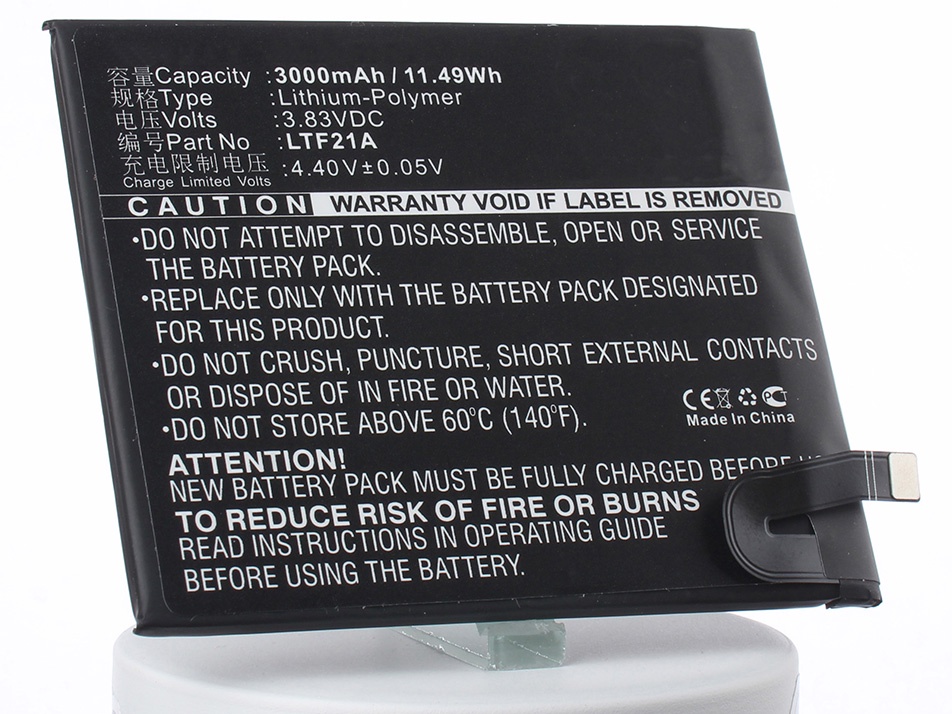 容量Capacity :3000mAh / 11.49Wh
规格Type :Lithium-Polymer
电压Volts :3.83VDC
编号Part No :LTF21A
充电限制电压 :4.40V±0.05V
Charge Limited Volts
CAUTION WARRANTY VOID IF LABEL IS REMOVED
•DO NOT ATTEMPT TO DISASSEMBLE, OPEN OR SERVICE
THE BATTERY PACK.
•REPLACE ONLY WITH THE BATTERY PACK DESIGNATED
FOR THIS PRODUCT.
•DO NOT CRUSH, PUNCTURE, SHORT EXTERNAL CONTACTS
OR DISPOSE OF IN FIRE OR WATER.
•DO NOT STORE ABOVE 60°C (140°F).
CE
Made In China
ATTENTION!
NEW BATTERY PACK MUST BE FULLY CHARGED BEFORE
TO REDUCE RISK OF FIRE OR BURNS
READ INSTRUCTIONS IN OPERATING GUIDE
BEFORE USING THE BATTERY.